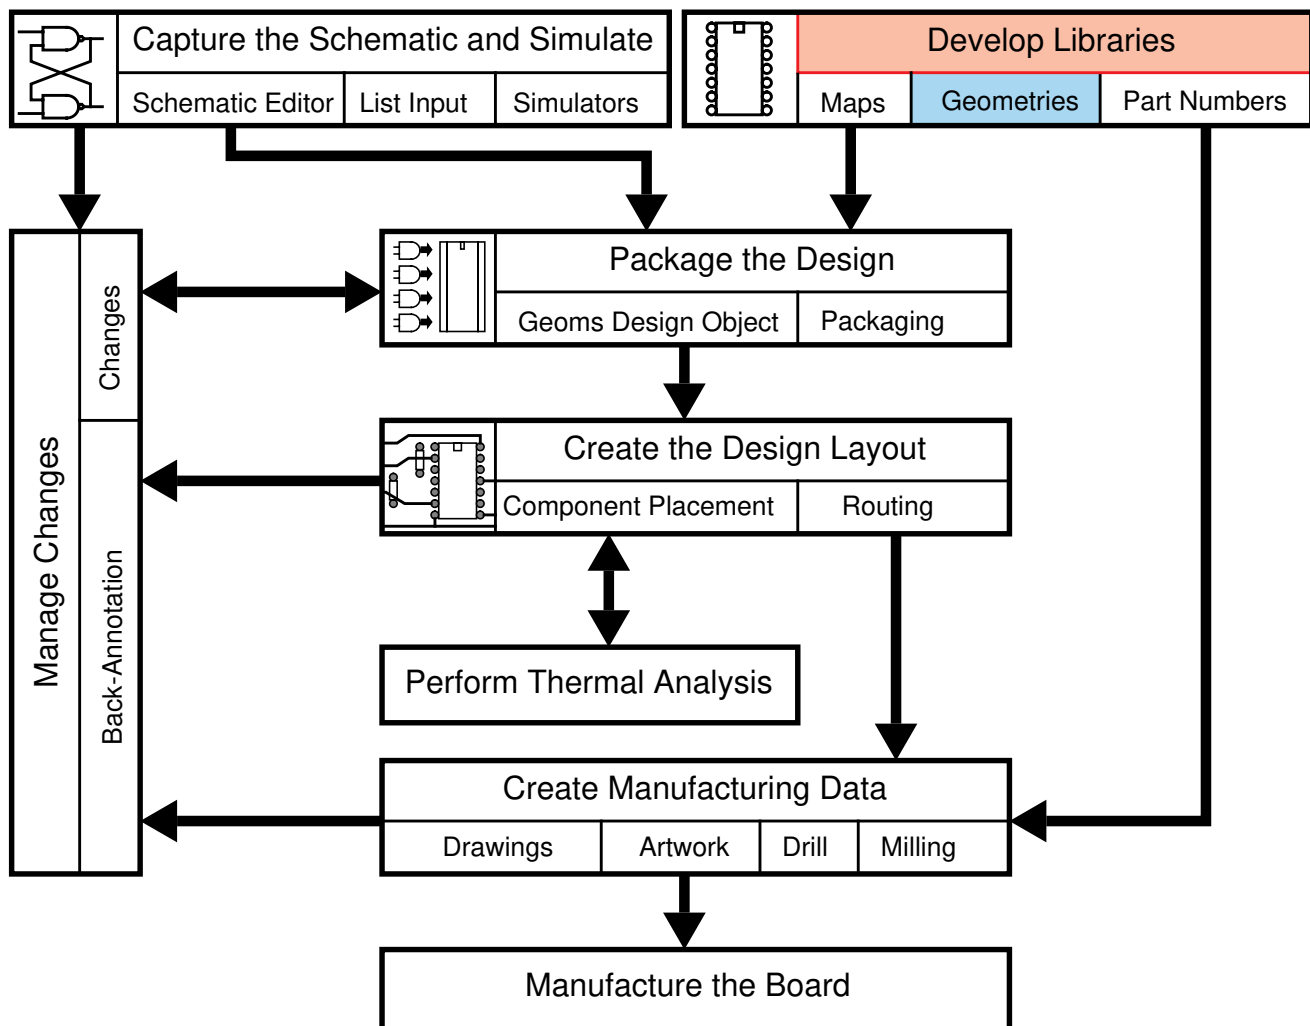 Capture the Schematic and Simulate
Schematic Editor
List Input
Simulators
Develop Libraries
Maps
Geometries
Part Numbers
Manage Changes
Changes
Back-Annotation
Package the Design
Geoms Design Object
Packaging
Create the Design Layout
Component Placement
Routing
Perform Thermal Analysis
Create Manufacturing Data
Drawings
Artwork
Drill
Milling
Manufacture the Board